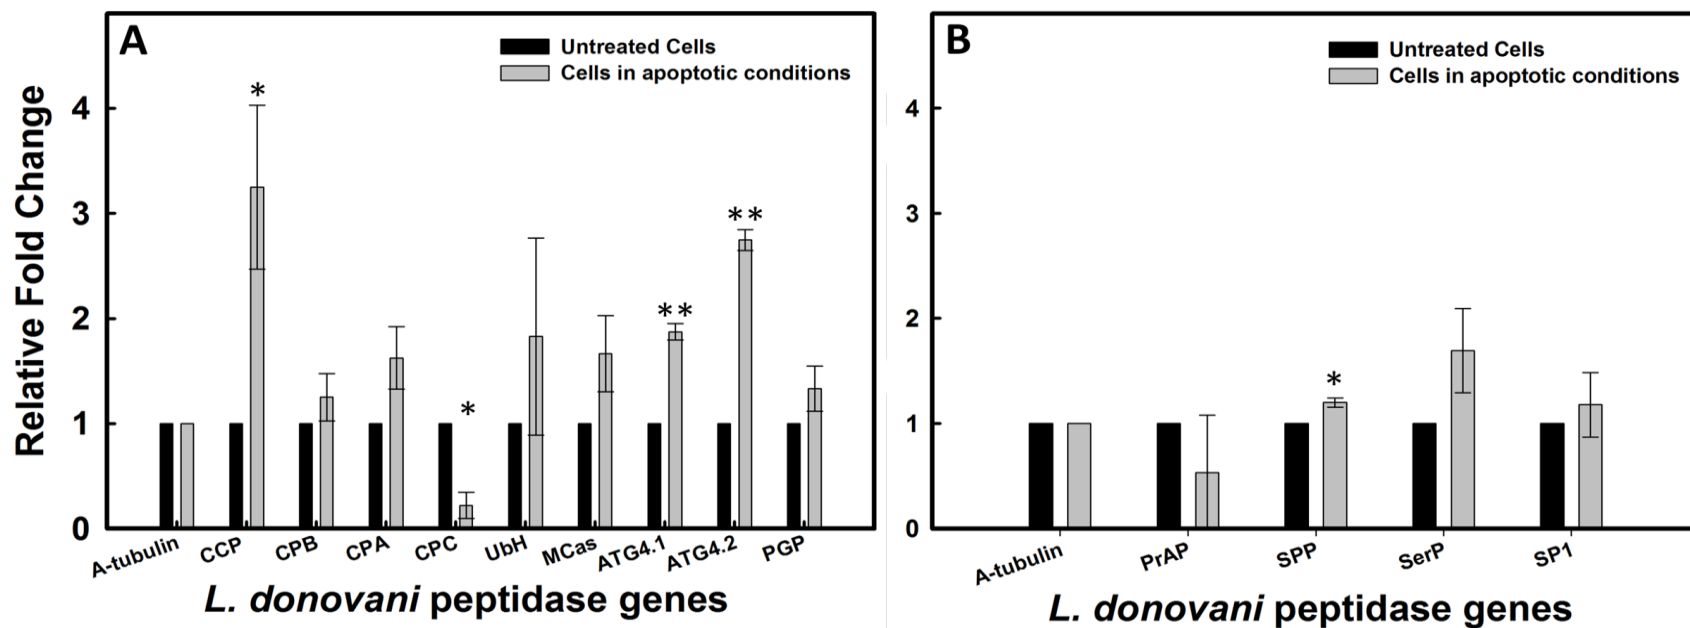 A
Untreated Cells
Cells in apoptotic conditions
Relative Fold Change
4
3
2
1
0
*
*
**
**
A-tubulin
CCP
CPB
CPA
CPC
UbH
MCas
ATG4.1
ATG4.2
PGP
L. donovani peptidase genes
B
Untreated Cells
Cells in apoptotic conditions
4
3
2
1
0
*
A-tubulin
PrAP
SPP
SerP
SP1
L. donovani peptidase genes